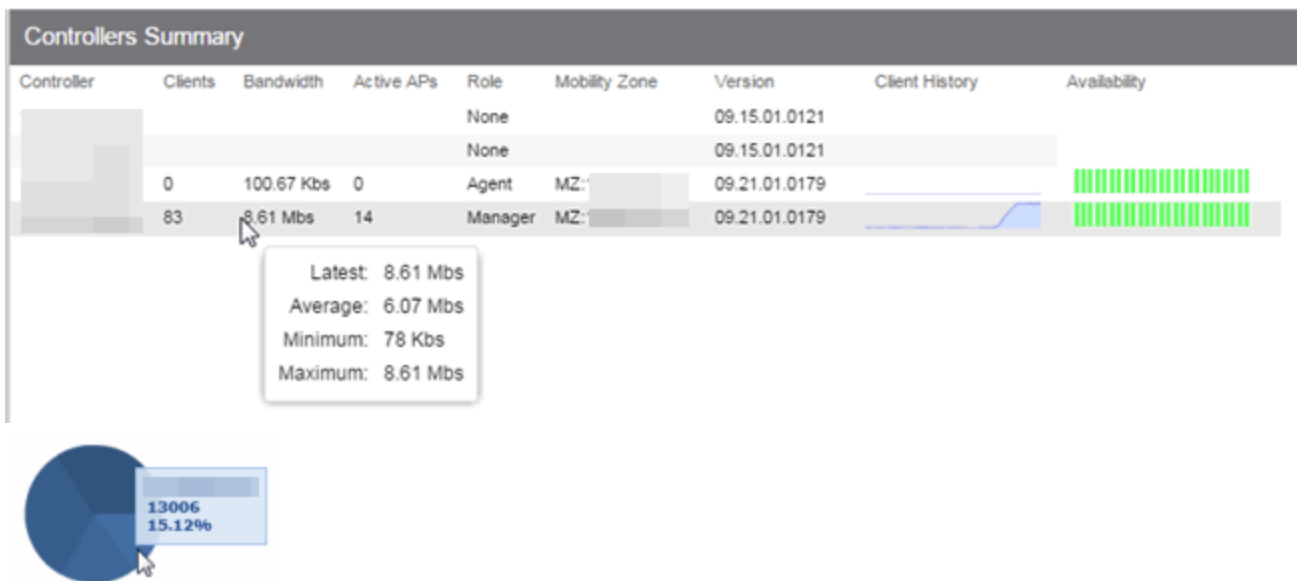 Controllers Summary
Controller Clients Bandwidth Active APs Role Mobility Zone Version Client History Availability
None 09.15.01.0121
None 09.15.01.0121
0 100.67 Kbs 0 Agent MZ: 09.21.01.0179
83 8.61 Mbs 14 Manager MZ: 09.21.01.0179
Latest: 8.61 Mbs
Average: 6.07 Mbs
Minimum: 78 Kbs
Maximum: 8.61 Mbs
13006
15.12%